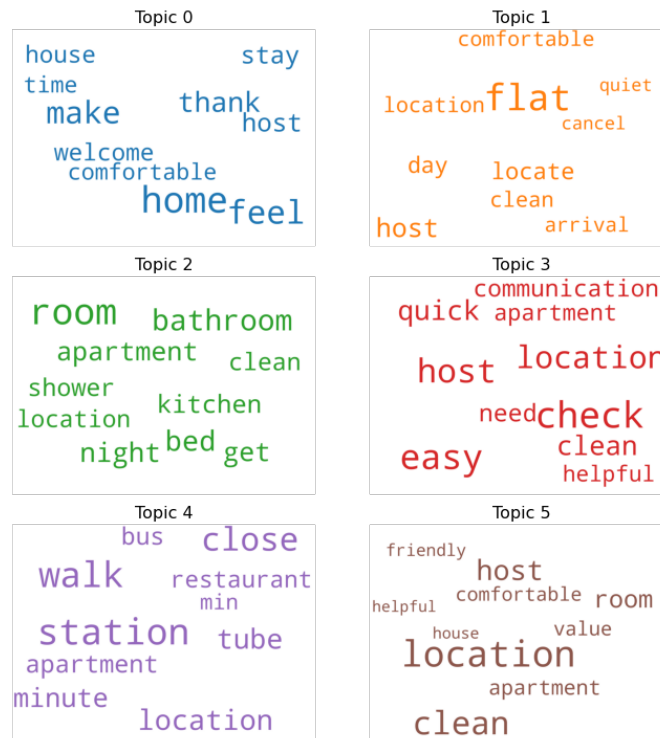 Topic 0
house
stay
time
make
thank
host
welcome
comfortable
home
feel
Topic 1
comfortable
quiet
flat
location
cancel
day
locate
clean
arrival
host
Topic 2
room
bathroom
apartment
clean
shower
kitchen
location
bed
night
get
Topic 3
communication
quick
apartment
location
host
need
check
clean
easy
helpful
Topic 4
bus
close
walk
restaurant
min
station
tube
apartment
minute
location
Topic 5
friendly
host
comfortable
room
helpful
value
house
location
apartment
clean